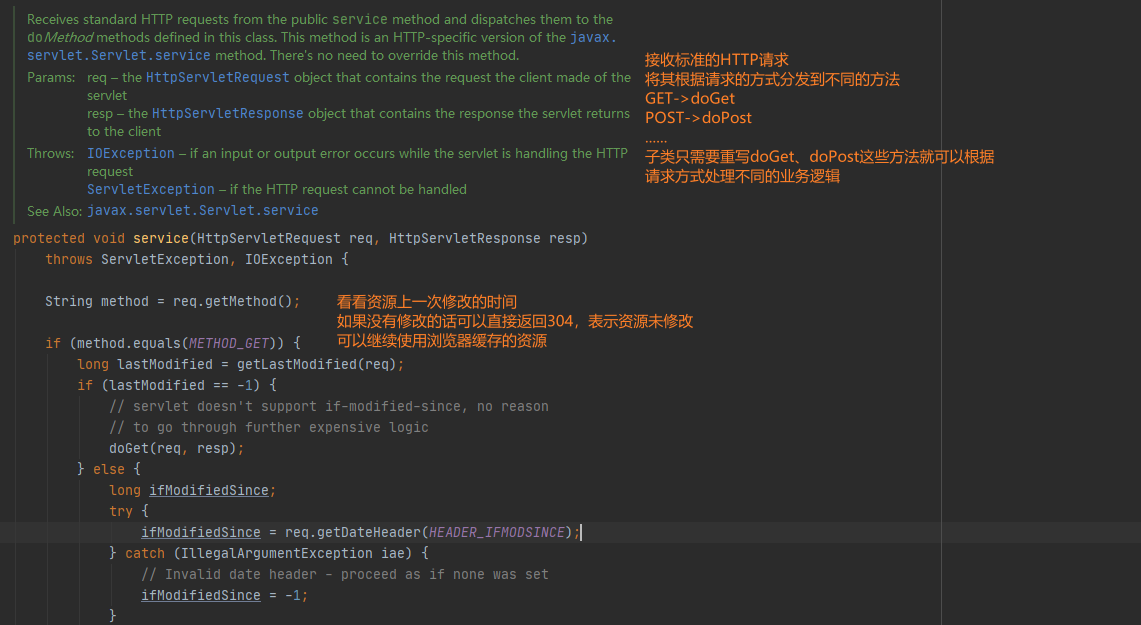 Receives standard HTTP requests from the public service method and dispatches them to the
doMethod methods defined in this class. This method is an HTTP-specific version of the javax.
servlet.Servlet.service method. There's no need to override this method.
Params: req – the HttpServletRequest object that contains the request the client made of the
servlet
resp – the HttpServletResponse object that contains the response the servlet returns
to the client
Throws: IOException – if an input or output error occurs while the servlet is handling the HTTP
request
ServletException – if the HTTP request cannot be handled
See Also: javax.servlet.Servlet.service
接收标准的HTTP请求
将其根据请求的方式分发到不同的方法
GET->doGet
POST->doPost
......
子类只需要重写doGet、doPost这些方法就可以根据
请求方式处理不同的业务逻辑
protected void service(HttpServletRequest req, HttpServletResponse resp)
throws ServletException, IOException {
String method = req.getMethod();
看看资源上一次修改的时间
如果没有修改的话可以直接返回304，表示资源未修改
可以继续使用浏览器缓存的资源
if (method.equals(METHOD_GET)) {
long lastModified = getLastModified(req);
if (lastModified == -1) {
// servlet doesn't support if-modified-since, no reason
// to go through further expensive logic
doGet(req, resp);
} else {
long ifModifiedSince;
try {
ifModifiedSince = req.getDateHeader(HEADER_IFMODSINCE);
} catch (IllegalArgumentException iae) {
// Invalid date header - proceed as if none was set
ifModifiedSince = -1;
}